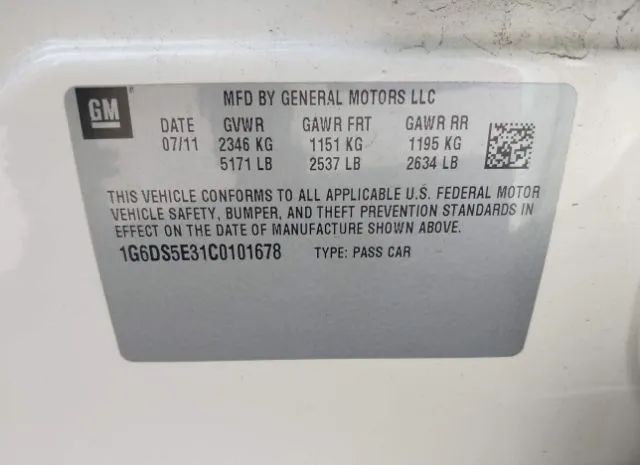 GM
MFD BY GENERAL MOTORS LLC
DATE GVWR GAWR FRT GAWR RR
07/11 2346 KG 1151 KG 1195 KG
5171 LB 2537 LB 2634 LB
THIS VEHICLE CONFORMS TO ALL APPLICABLE U.S. FEDERAL MOTOR
VEHICLE SAFETY, BUMPER, AND THEFT PREVENTION STANDARDS IN
EFFECT ON THE DATE OF MANUFACTURE SHOWN ABOVE.
1G6DS5E31C0101678 TYPE: PASS CAR